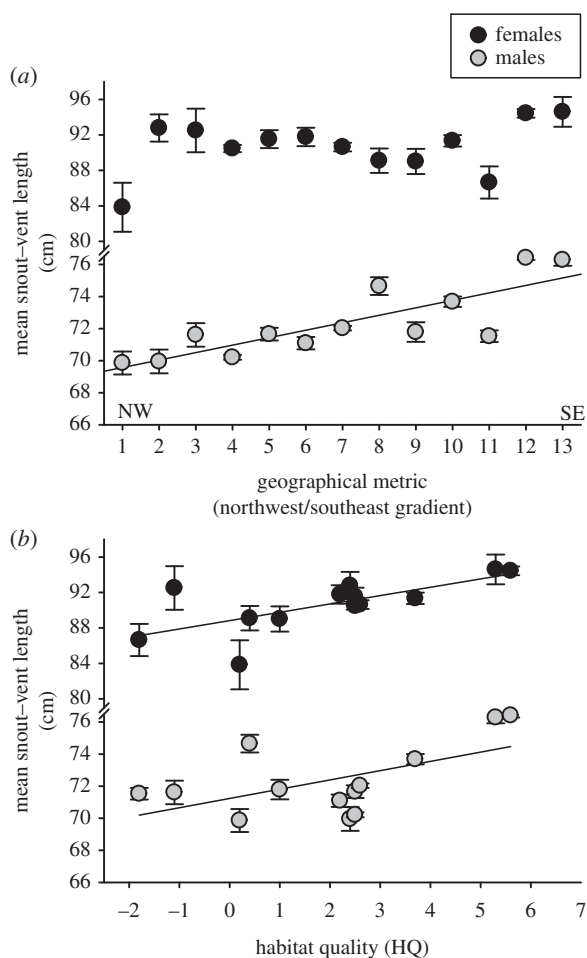 females
males
(a)
96
92
88
84
80
76
74
72
70
68
66
mean snout–vent length
(cm)
NW
SE
1 2 3 4 5 6 7 8 9 10 11 12 13
geographical metric
(northwest/southeast gradient)
(b)
96
92
88
84
80
76
74
72
70
68
66
mean snout–vent length
(cm)
–2 –1 0 1 2 3 4 5 6 7
habitat quality (HQ)